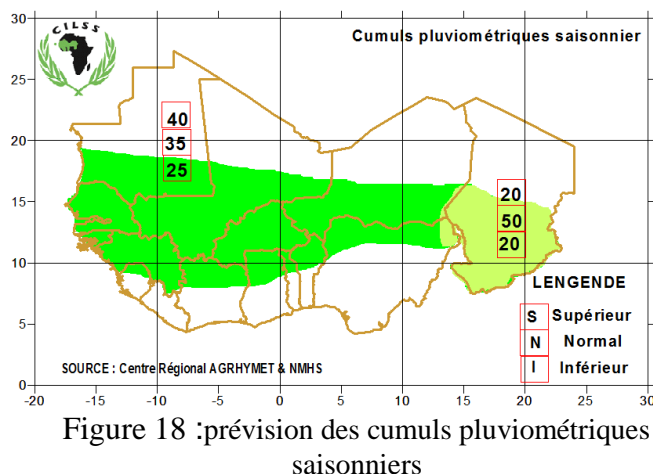 30
Cumuls pluviométriques saisonnier
CILSS
25
40
20
35
25
20
15
50
20
10
LENGENDE
S Supérieur
5
N Normal
SOURCE : Centre Régional AGRHYMET & NMHS
I Inférieur
0
-20 -15 -10 -5 0 5 10 15 20 25 30
Figure 18 :prévision des cumuls pluviométriques
saisonniers